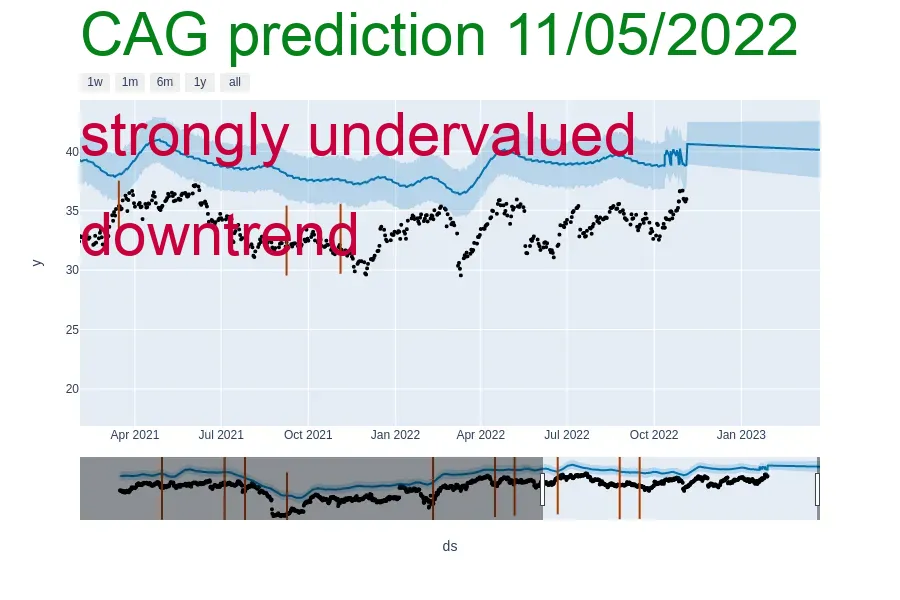 CAG prediction 11/05/2022
1w 1m 6m 1y all
strongly undervalued
40
35
downtrend
y
30
25
20
Apr 2021 Jul 2021 Oct 2021 Jan 2022 Apr 2022 Jul 2022 Oct 2022 Jan 2023
ds